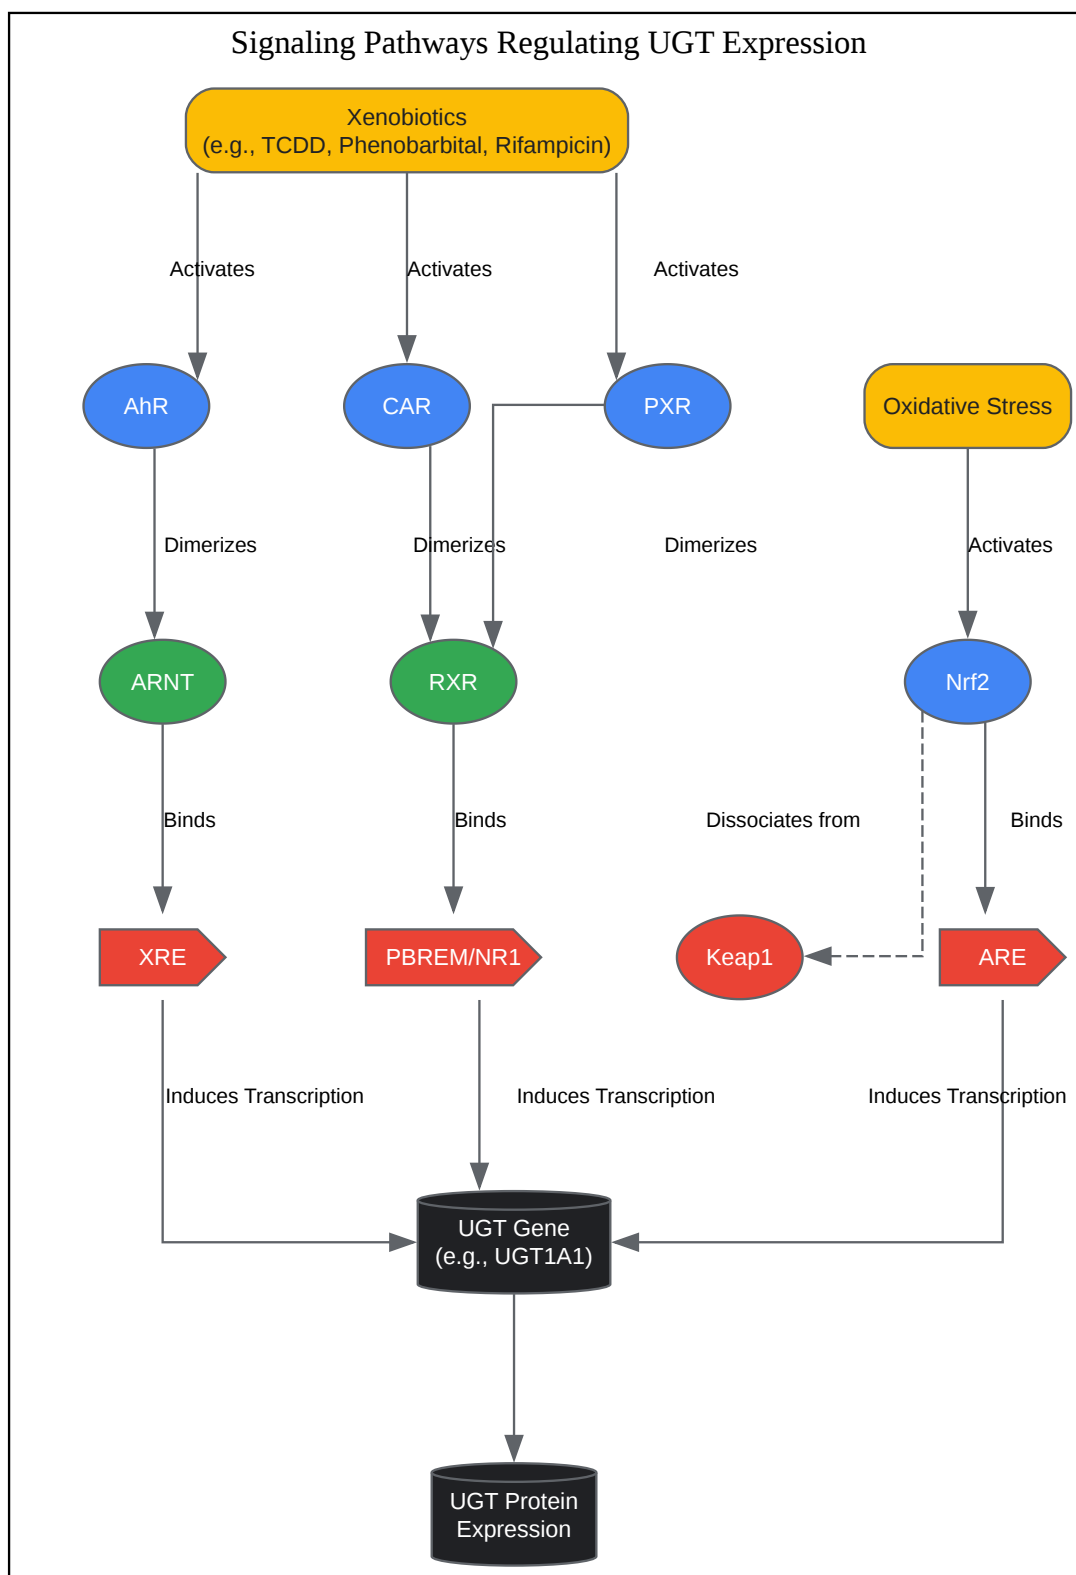 Signaling Pathways Regulating UGT Expression
Xenobiotics
(e.g., TCDD, Phenobarbital, Rifampicin)
Activates
Activates
Activates
AhR
CAR
PXR
Oxidative Stress
Dimerizes
Dimerizes
Dimerizes
Activates
ARNT
RXR
Nrf2
Binds
Binds
Dissociates from
Binds
XRE
PBREM/NR1
Keap1
ARE
Induces Transcription
Induces Transcription
Induces Transcription
UGT Gene
(e.g., UGT1A1)
UGT Protein
Expression